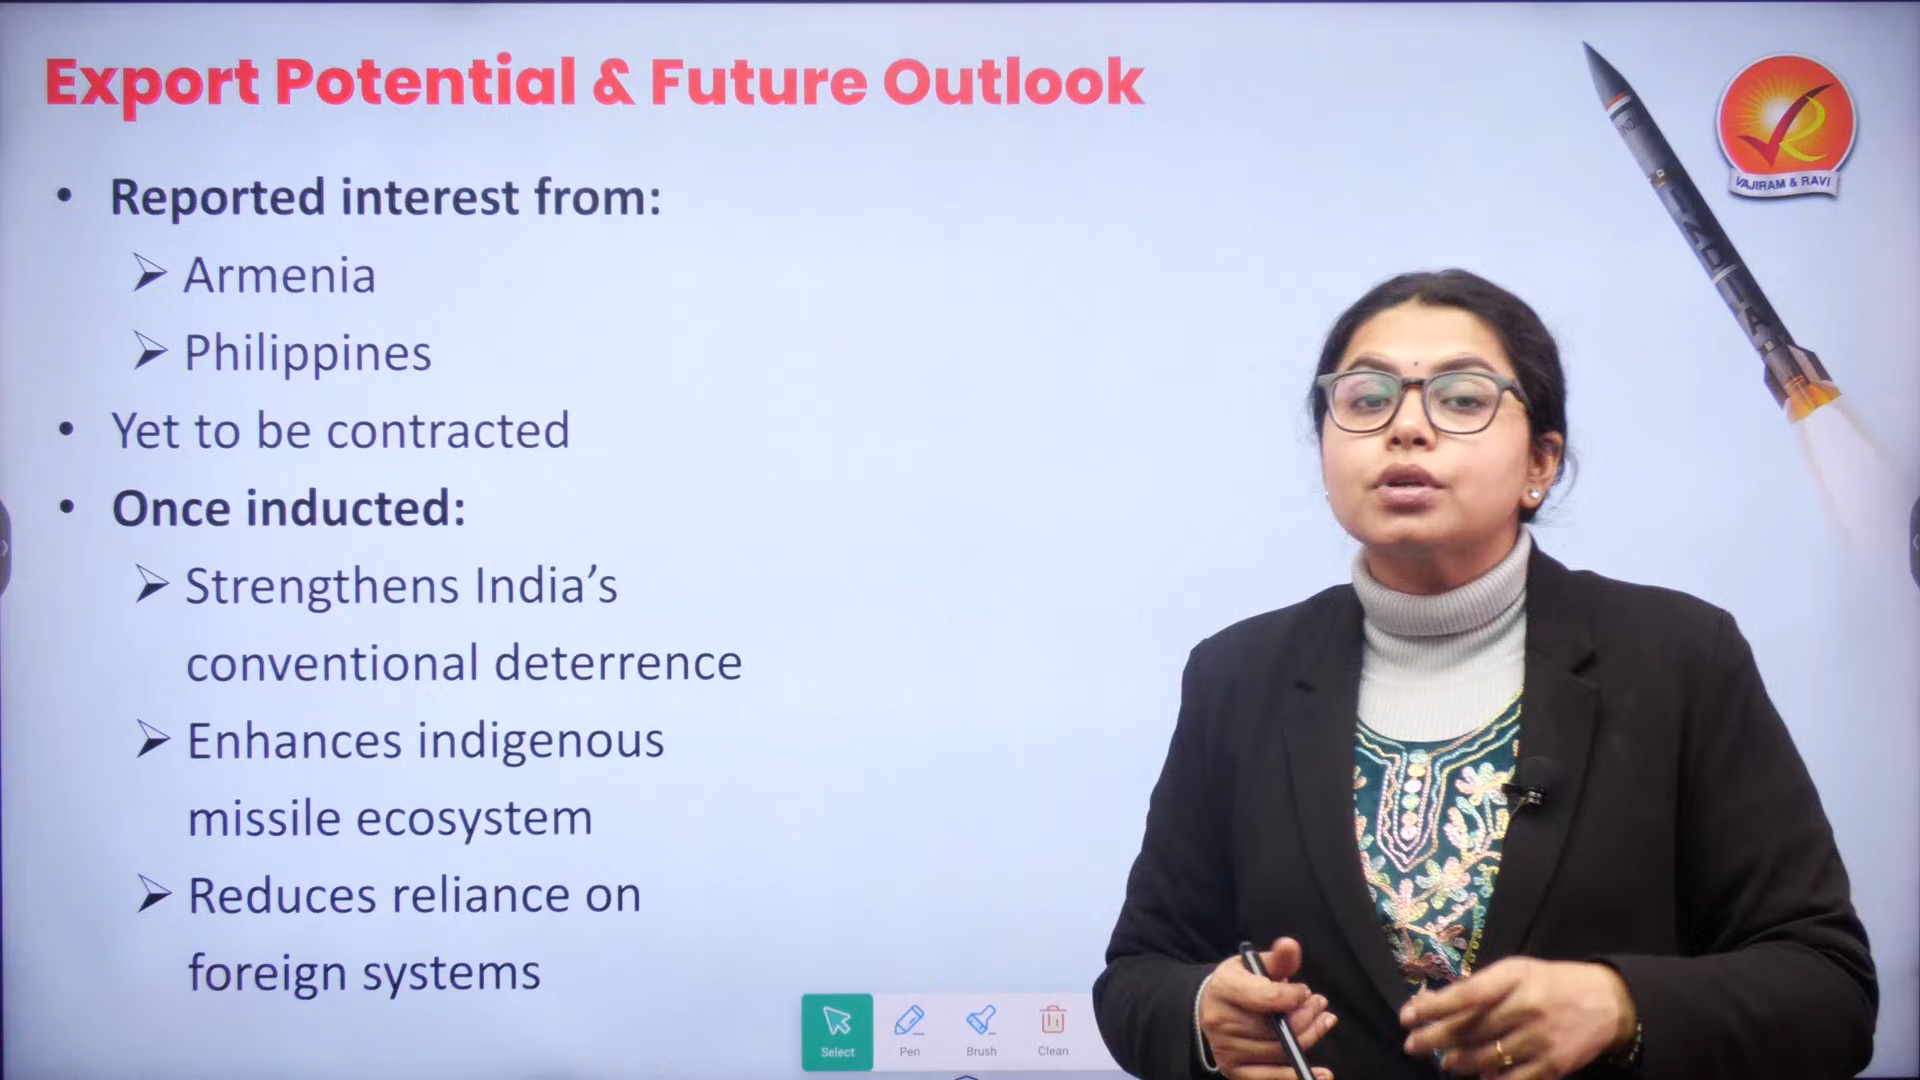 Export Potential & Future Outlook
VAJIRAM & RAVI
INDIA
• Reported interest from:
➢ Armenia
➢ Philippines
• Yet to be contracted
• Once inducted:
➢ Strengthens India’s
conventional deterrence
➢ Enhances indigenous
missile ecosystem
➢ Reduces reliance on
foreign systems
Select
Pen
Brush
Clean